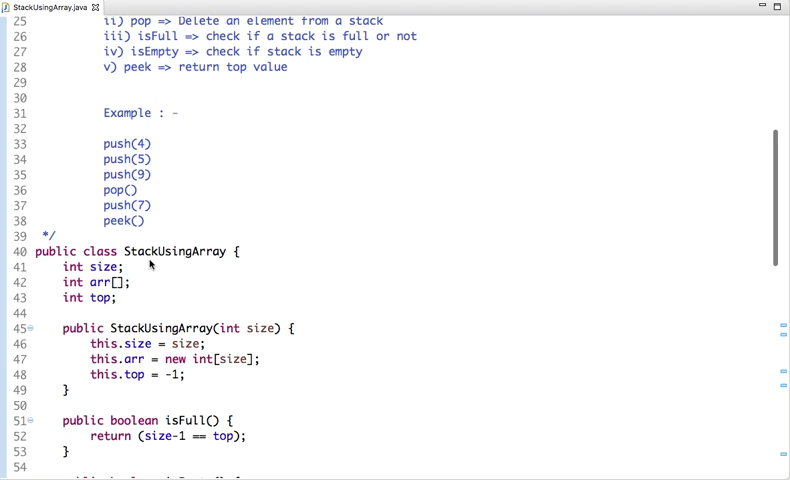 StackUsingArray.java
25 ii) pop => Delete an element from a stack
26 iii) isFull => check if a stack is full or not
27 iv) isEmpty => check if stack is empty
28 v) peek => return top value
29
30
31 Example : -
32
33 push(4)
34 push(5)
35 push(9)
36 pop()
37 push(7)
38 peek()
39 */
40 public class StackUsingArray {
41 int size;
42 int arr[];
43 int top;
44
45 public StackUsingArray(int size) {
46 this.size = size;
47 this.arr = new int[size];
48 this.top = -1;
49 }
50
51 public boolean isFull() {
52 return (size-1 == top);
53 }
54